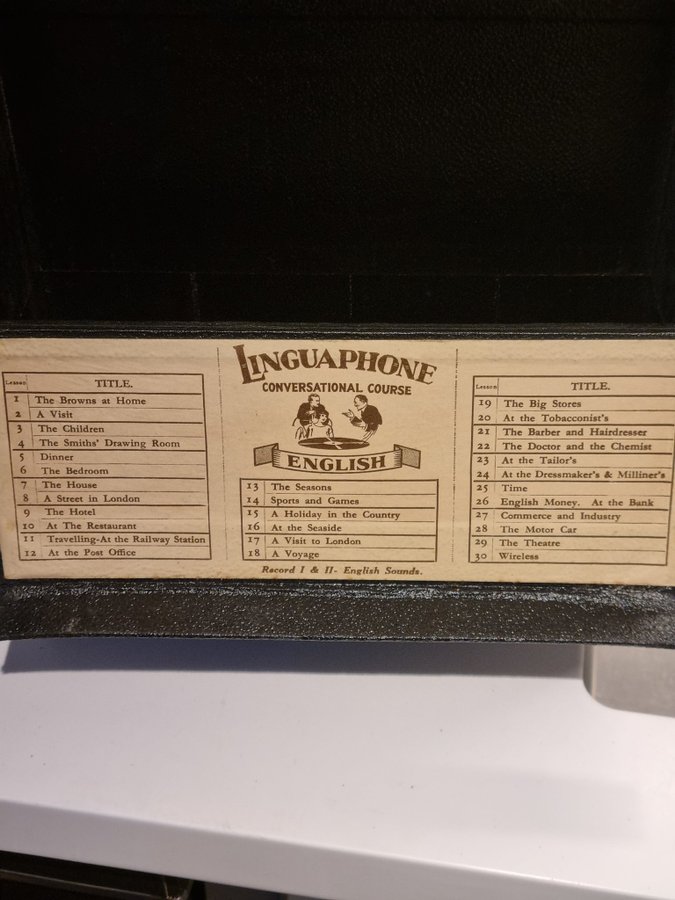 Lesson TITLE.
1 The Browns at Home
2 A Visit
3 The Children
4 The Smiths' Drawing Room
5 Dinner
6 The Bedroom
7 The House
8 A Street in London
9 The Hotel
10 At The Restaurant
11 Travelling-At the Railway Station
12 At the Post Office
LINGUAPHONE
CONVERSATIONAL COURSE
ENGLISH
13 The Seasons
14 Sports and Games
15 A Holiday in the Country
16 At the Seaside
17 A Visit to London
18 A Voyage
Record I & II- English Sounds.
Lesson TITLE.
19 The Big Stores
20 At the Tobacconist's
21 The Barber and Hairdresser
22 The Doctor and the Chemist
23 At the Tailor's
24 At the Dressmaker's & Milliner's
25 Time
26 English Money. At the Bank
27 Commerce and Industry
28 The Motor Car
29 The Theatre
30 Wireless